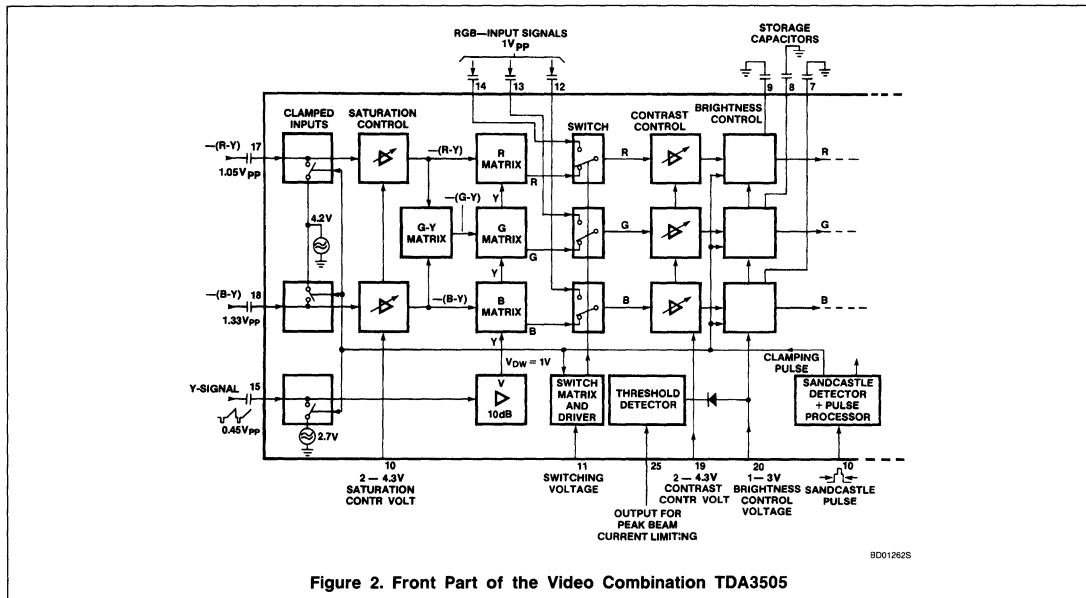 RGB—INPUT SIGNALS
1VPP
STORAGE
CAPACITORS
14
13
12
9
8
7
CLAMPED
INPUTS
SATURATION
CONTROL
SWITCH
CONTRAST
CONTROL
BRIGHTNESS
CONTROL
—(R-Y)
17
1.05VPP
—(R-Y)
R
MATRIX
R
R
R
Y
—(G-Y)
4.2V
G-Y
MATRIX
G
MATRIX
G
G
G
Y
—(B-Y)
18
1.33VPP
—(B-Y)
B
MATRIX
B
B
B
Y
VDW = 1V
CLAMPING
PULSE
Y-SIGNAL
15
0.45VPP
2.7V
V
10dB
SWITCH
MATRIX
AND
DRIVER
THRESHOLD
DETECTOR
SANDCASTLE
DETECTOR
+ PULSE
PROCESSOR
10
2 — 4.3V
SATURATION
CONTR VOLT
11
SWITCHING
VOLTAGE
25
OUTPUT FOR
PEAK BEAM
CURRENT LIMITING
19
2 — 4.3V
CONTRAST
CONTR VOLT
20
1 — 3V
BRIGHTNESS
CONTROL
VOLTAGE
10
SANDCASTLE
PULSE
BD01262S
Figure 2. Front Part of the Video Combination TDA3505